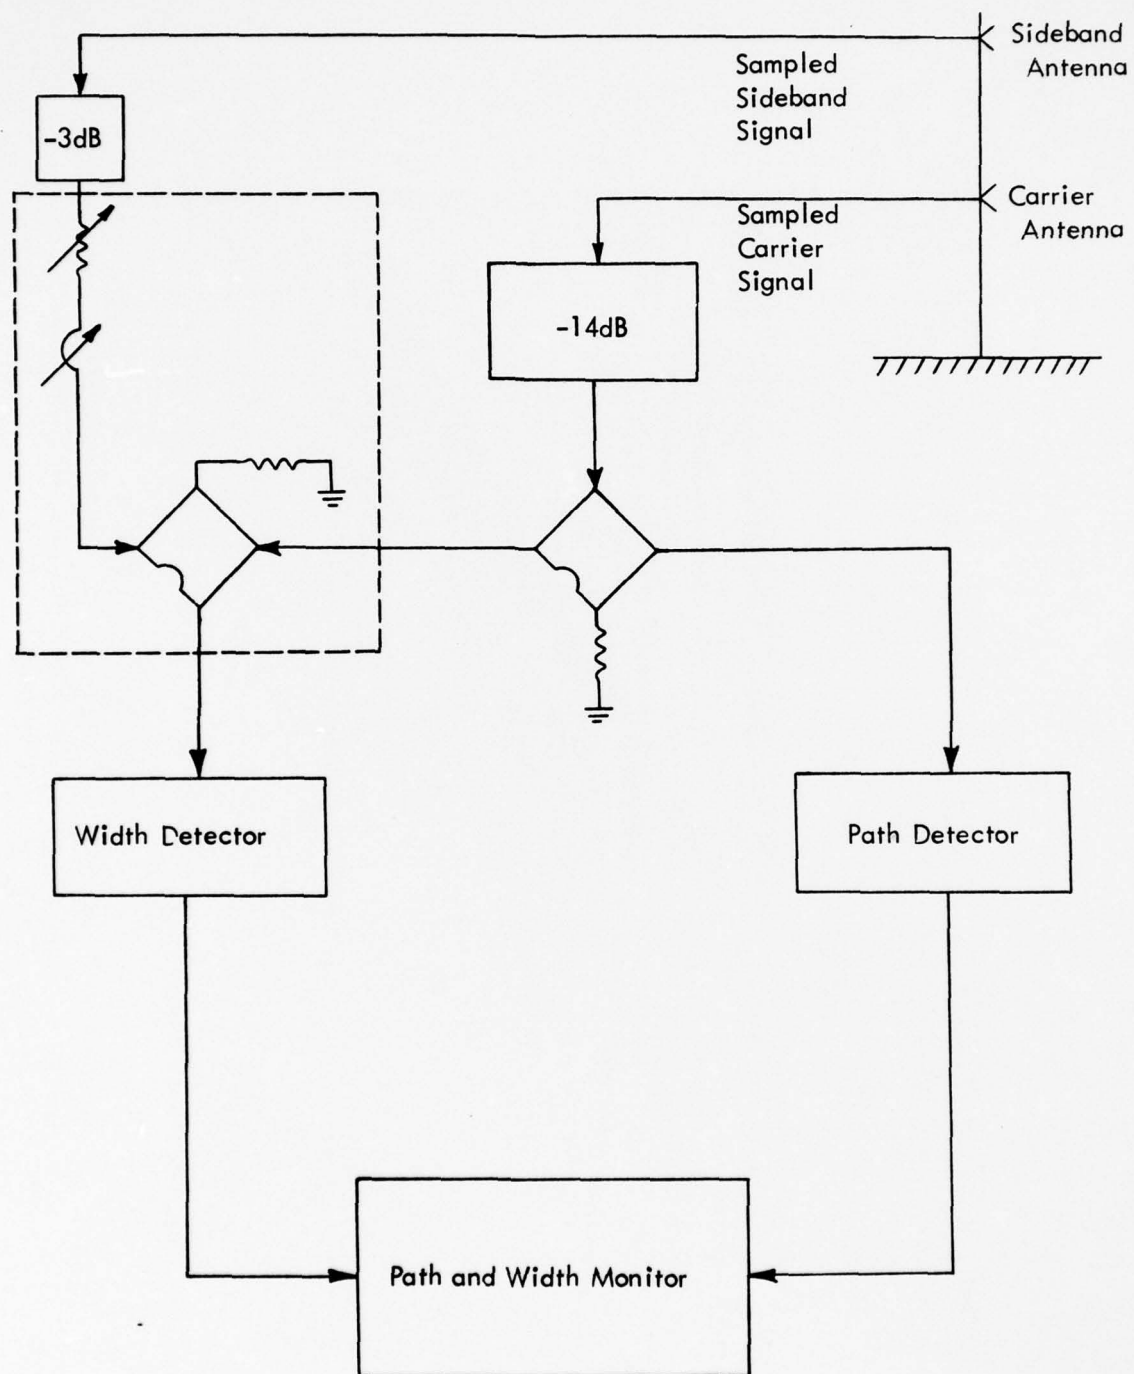 Sideband
Antenna
Sampled
Sideband
Signal
-3dB
Carrier
Antenna
Sampled
Carrier
Signal
-14dB
Width Detector
Path Detector
Path and Width Monitor